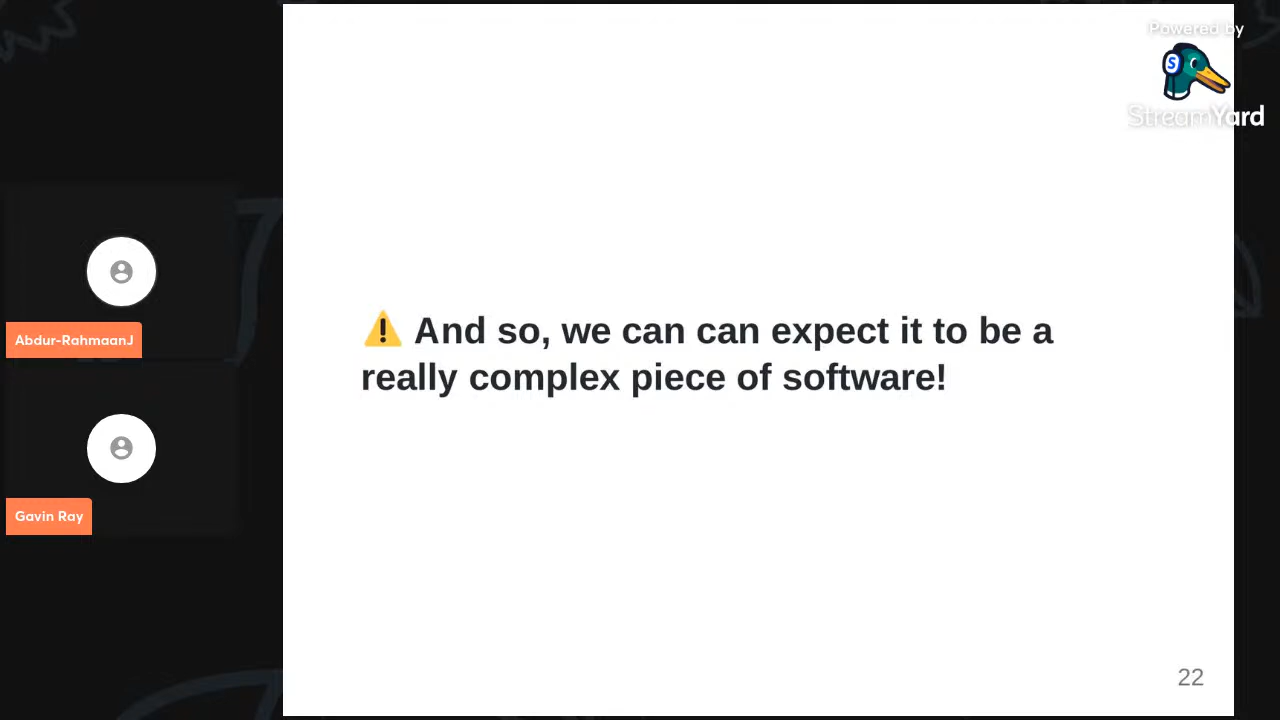 Powered by
S
StreamYard
Abdur-RahmaanJ
Gavin Ray
⚠️ And so, we can can expect it to be a
really complex piece of software!
22